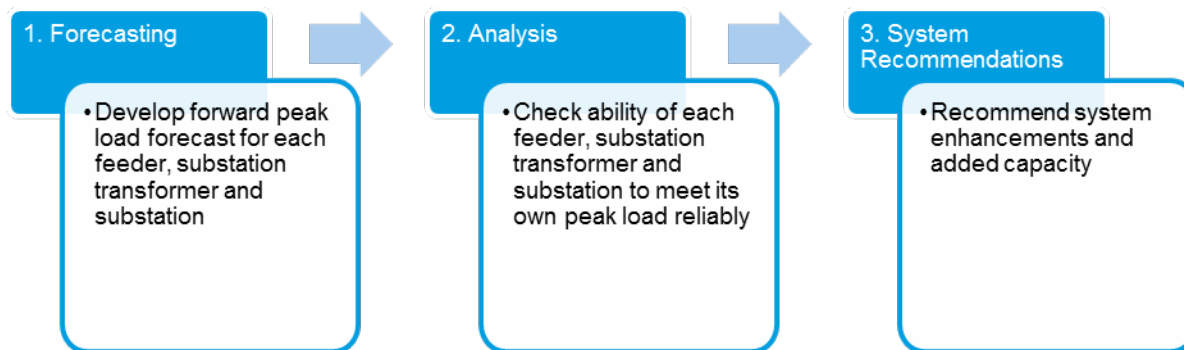 1. Forecasting
•Develop forward peak
load forecast for each
feeder, substation
transformer and
substation
2. Analysis
•Check ability of each
feeder, substation
transformer and
substation to meet its
own peak load reliably
3. System
Recommendations
•Recommend system
enhancements and
added capacity